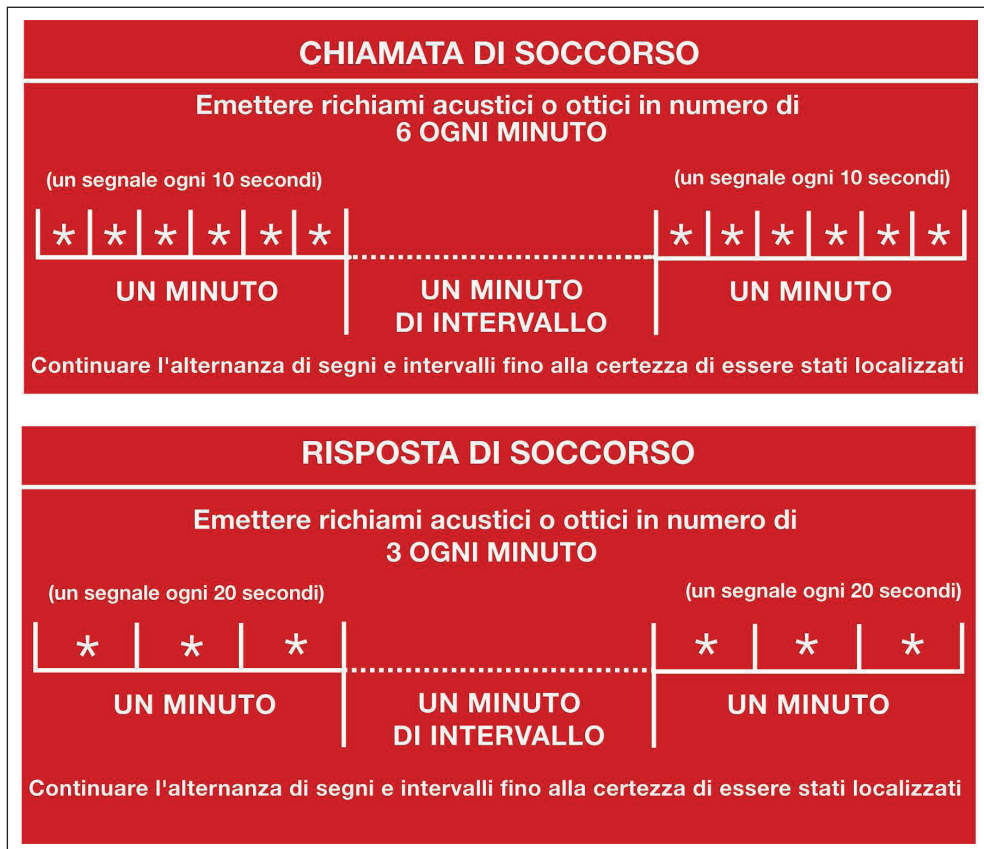 CHIAMATA DI SOCCORSO
Emettere richiami acustici o ottici in numero di
6 OGNI MINUTO
(un segnale ogni 10 secondi)
(un segnale ogni 10 secondi)
* * * * * *
* * * * * *
UN MINUTO
UN MINUTO
DI INTERVALLO
UN MINUTO
Continuare l'alternanza di segni e intervalli fino alla certezza di essere stati localizzati
RISPOSTA DI SOCCORSO
Emettere richiami acustici o ottici in numero di
3 OGNI MINUTO
(un segnale ogni 20 secondi)
(un segnale ogni 20 secondi)
* * *
* * *
UN MINUTO
UN MINUTO
DI INTERVALLO
UN MINUTO
Continuare l'alternanza di segni e intervalli fino alla certezza di essere stati localizzati